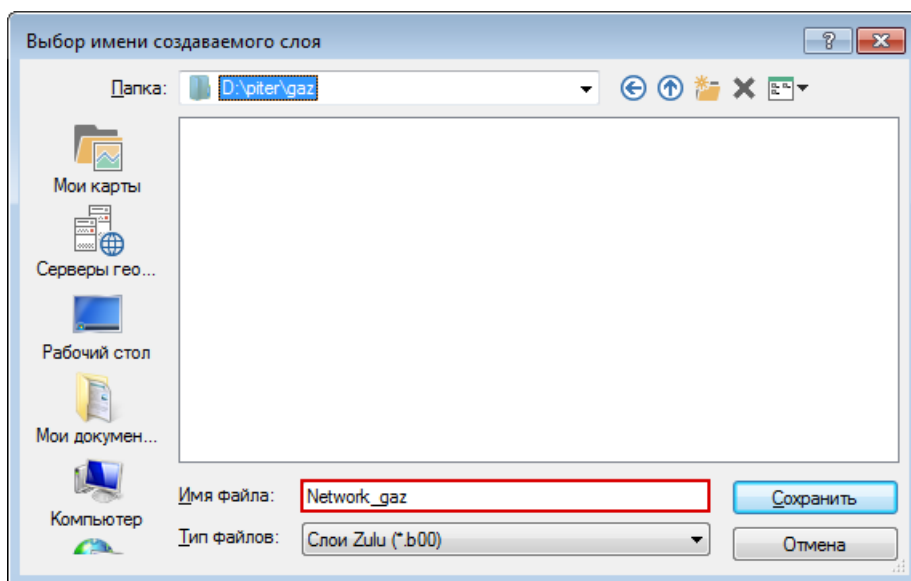 Выбор имени создаваемого слоя
Папка: D:\piter\gaz
Мои карты
Серверы гео...
Рабочий стол
Мои докумен...
Компьютер
Имя файла: Network_gaz
Сохранить
Тип файлов: Слои Zulu (*.b00)
Отмена